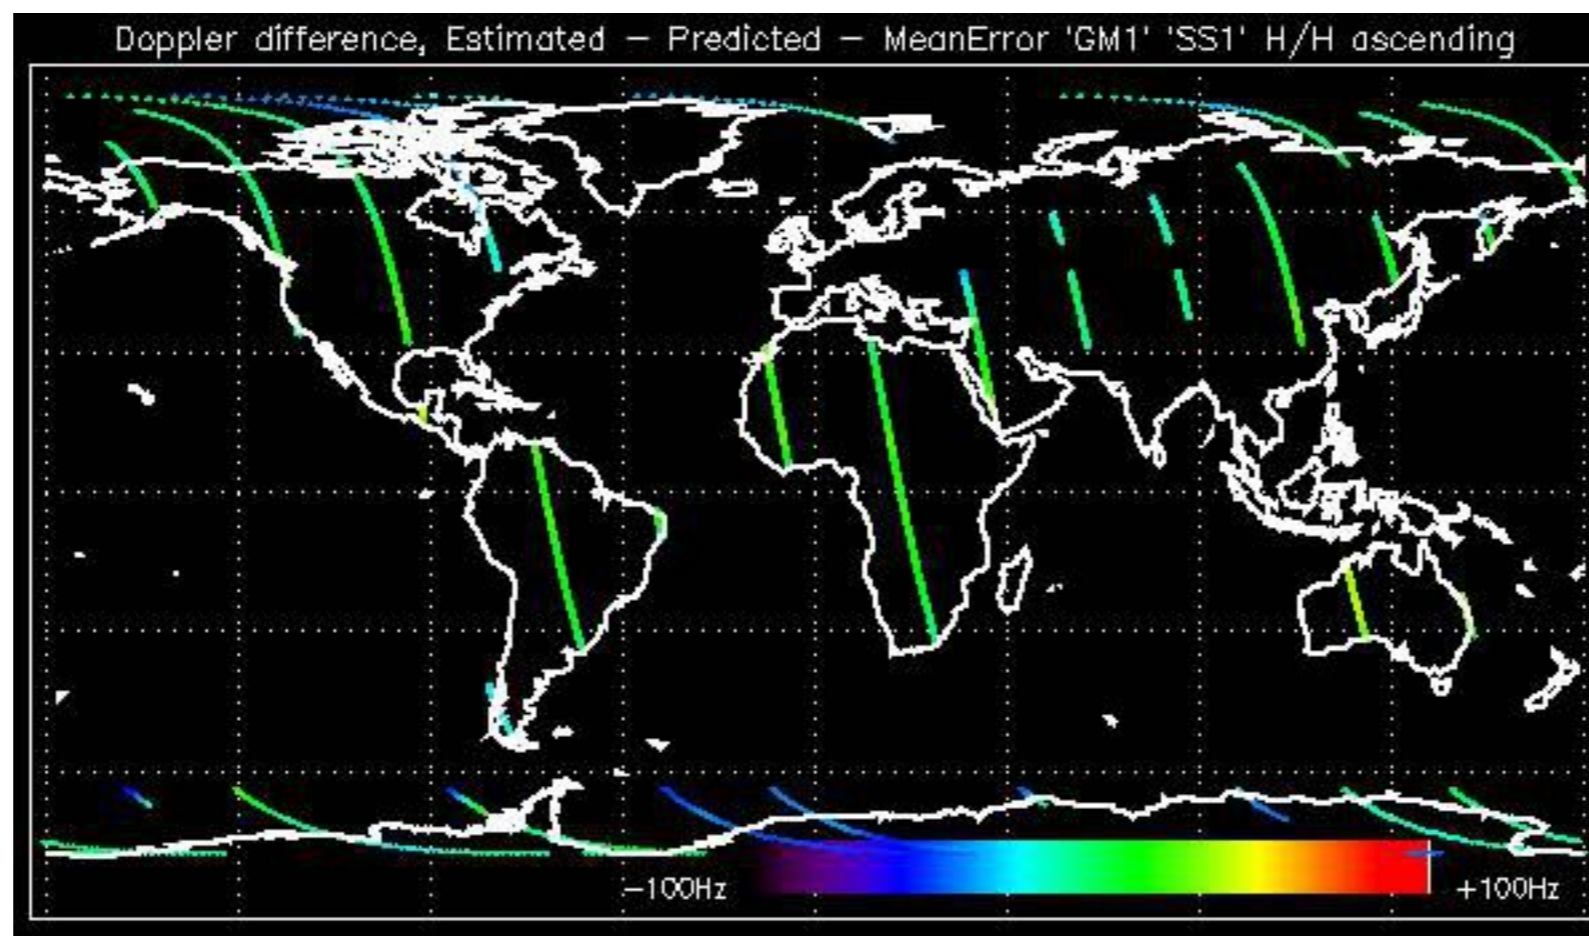 Doppler difference, Estimated – Predicted – MeanError 'GM1' 'SS1' H/H ascending
–100Hz
+100Hz